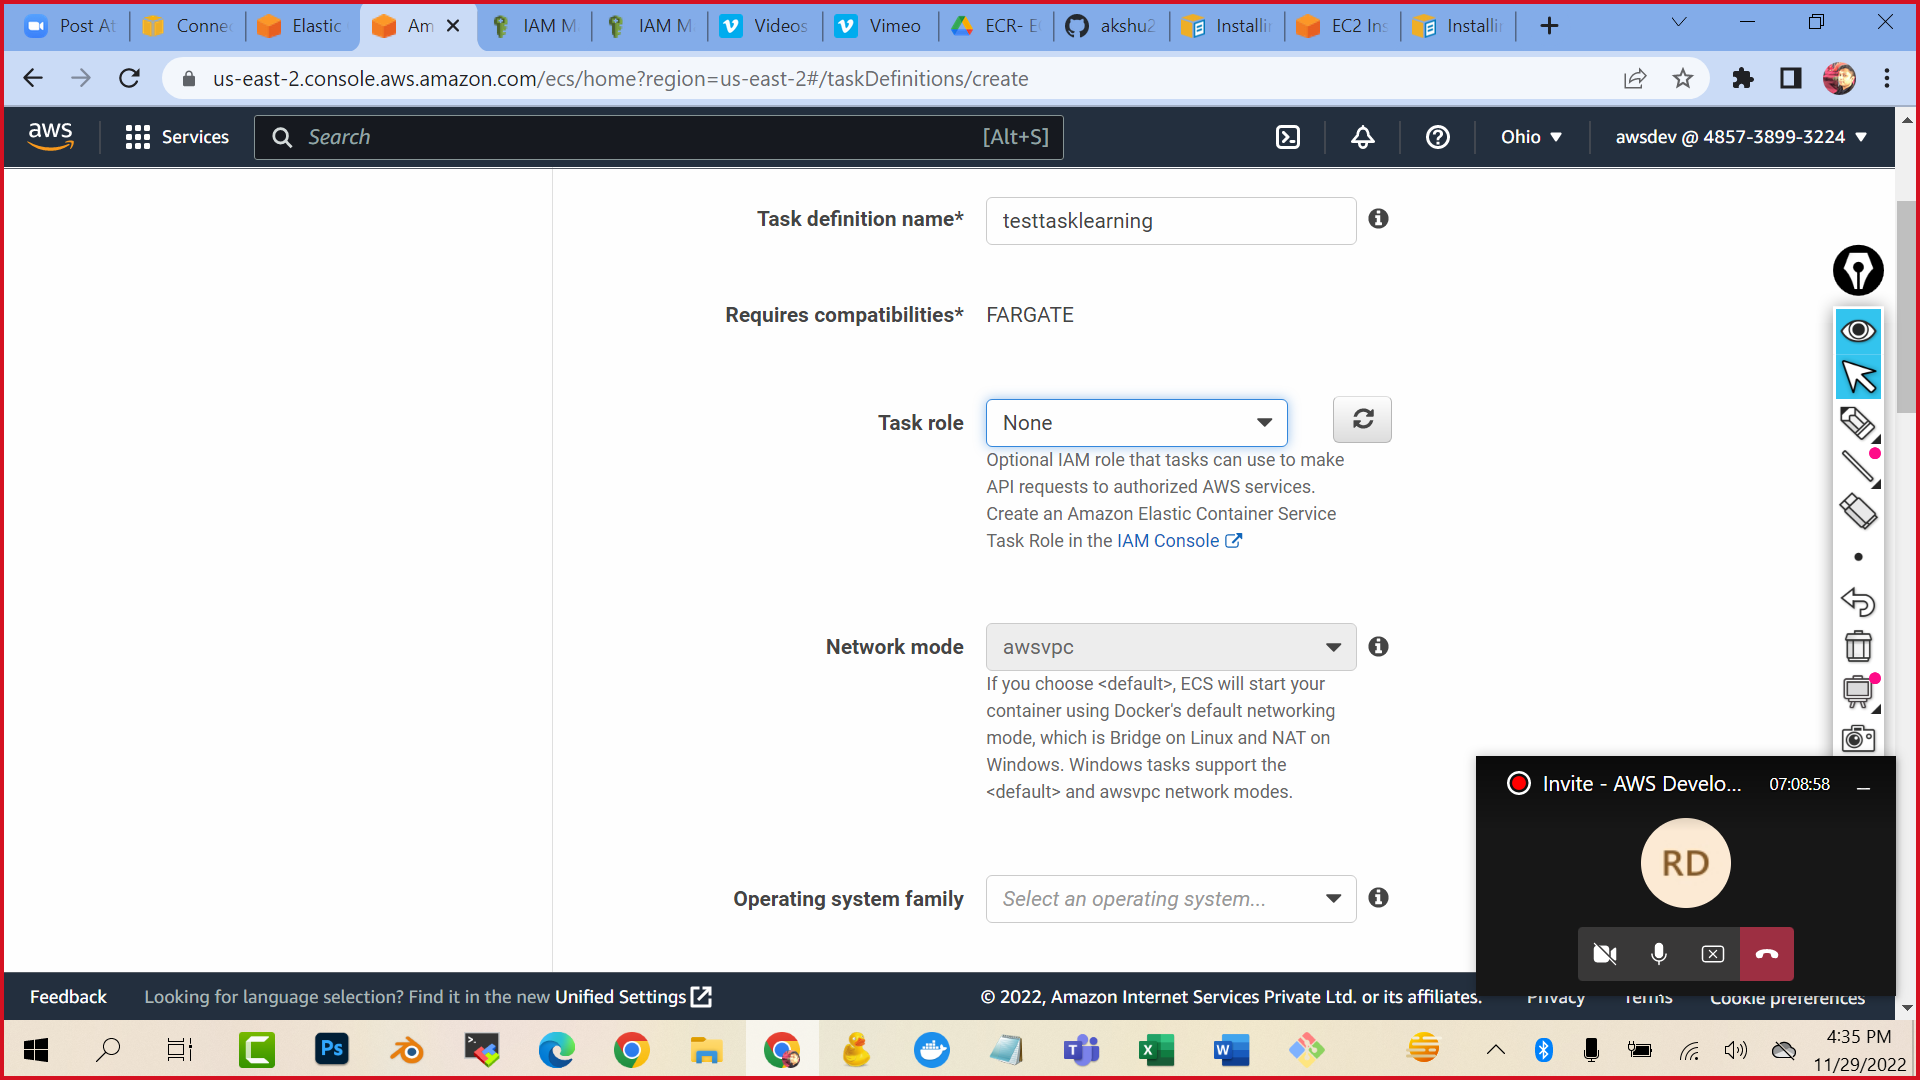 Post At
Connec
Elastic
Am
IAM M
IAM M
Videos
Vimeo
ECR- E
akshu2
Installin
EC2 Ins
Installin
us-east-2.console.aws.amazon.com/ecs/home?region=us-east-2#/taskDefinitions/create
aws
Services
Search
[Alt+S]
Ohio
awsdev @ 4857-3899-3224
Task definition name*
testtasklearning
Requires compatibilities*
FARGATE
Task role
None
Optional IAM role that tasks can use to make
API requests to authorized AWS services.
Create an Amazon Elastic Container Service
Task Role in the IAM Console
Network mode
awsvpc
If you choose <default>, ECS will start your
container using Docker's default networking
mode, which is Bridge on Linux and NAT on
Windows. Windows tasks support the
<default> and awsvpc network modes.
Operating system family
Select an operating system...
Invite - AWS Develo...
07:08:58
RD
Feedback
Looking for language selection? Find it in the new Unified Settings
© 2022, Amazon Internet Services Private Ltd. or its affiliates.
Privacy
Terms
Cookie preferences
Ps
4:35 PM
11/29/2022